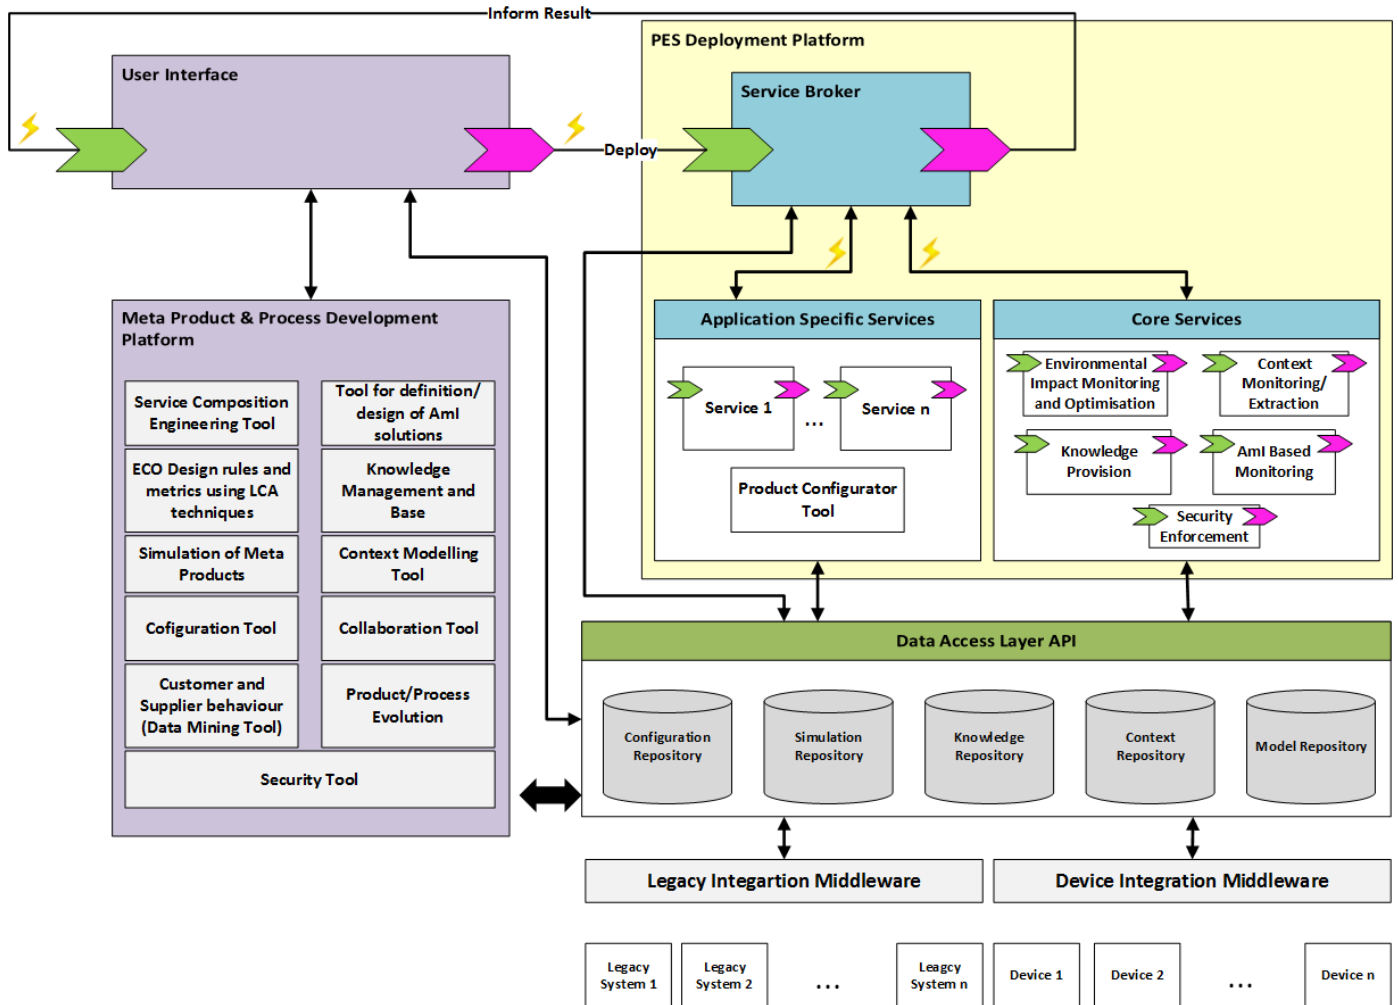 Inform Result
PES Deployment Platform
User Interface
Service Broker
Deploy
Meta Product & Process Development
Platform
Application Specific Services
Core Services
Service Composition
Engineering Tool
Tool for definition/
design of AmI
solutions
ECO Design rules and
metrics using LCA
techniques
Knowledge
Management and
Base
Simulation of Meta
Products
Context Modelling
Tool
Cofiguration Tool
Collaboration Tool
Customer and
Supplier behaviour
(Data Mining Tool)
Product/Process
Evolution
Security Tool
Service 1
...
Service n
Product Configurator
Tool
Environmental
Impact Monitoring
and Optimisation
Context
Monitoring/
Extraction
Knowledge
Provision
AmI Based
Monitoring
Security
Enforcement
Data Access Layer API
Configuration
Repository
Simulation
Repository
Knowledge
Repository
Context
Repository
Model Repository
Legacy Integartion Middleware
Device Integration Middleware
Legacy
System 1
Legacy
System 2
...
Leagcy
System n
Device 1
Device 2
...
Device n